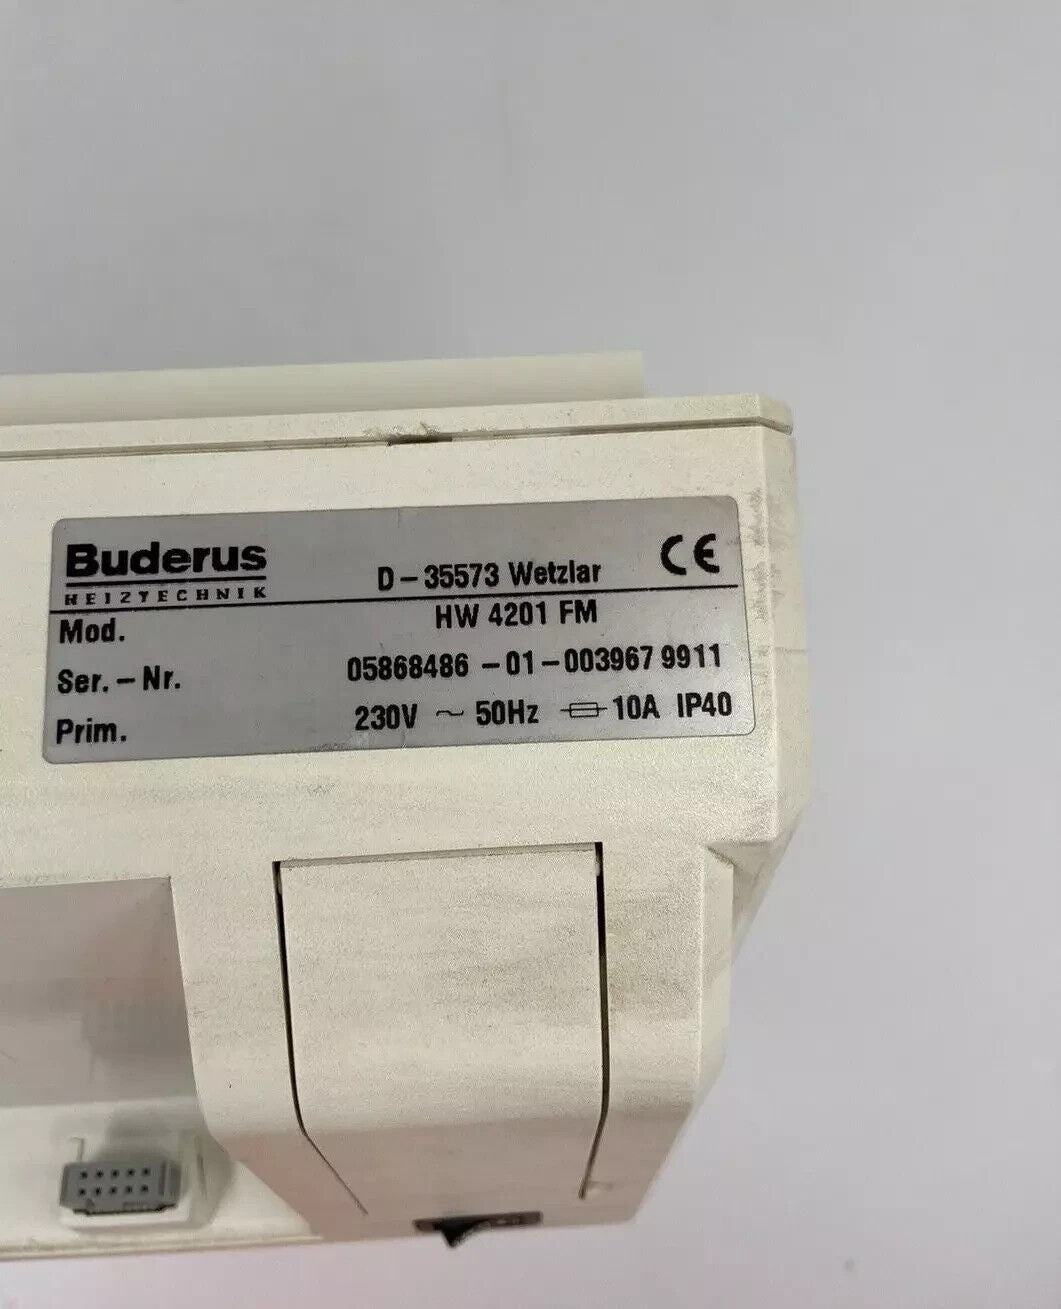 Buderus
HEIZTECHNIK
D-35573 Wetzlar
CE
Mod. HW 4201 FM
Ser.-Nr. 05868486-01-003967 9911
Prim. 230V ~ 50Hz 10A IP40